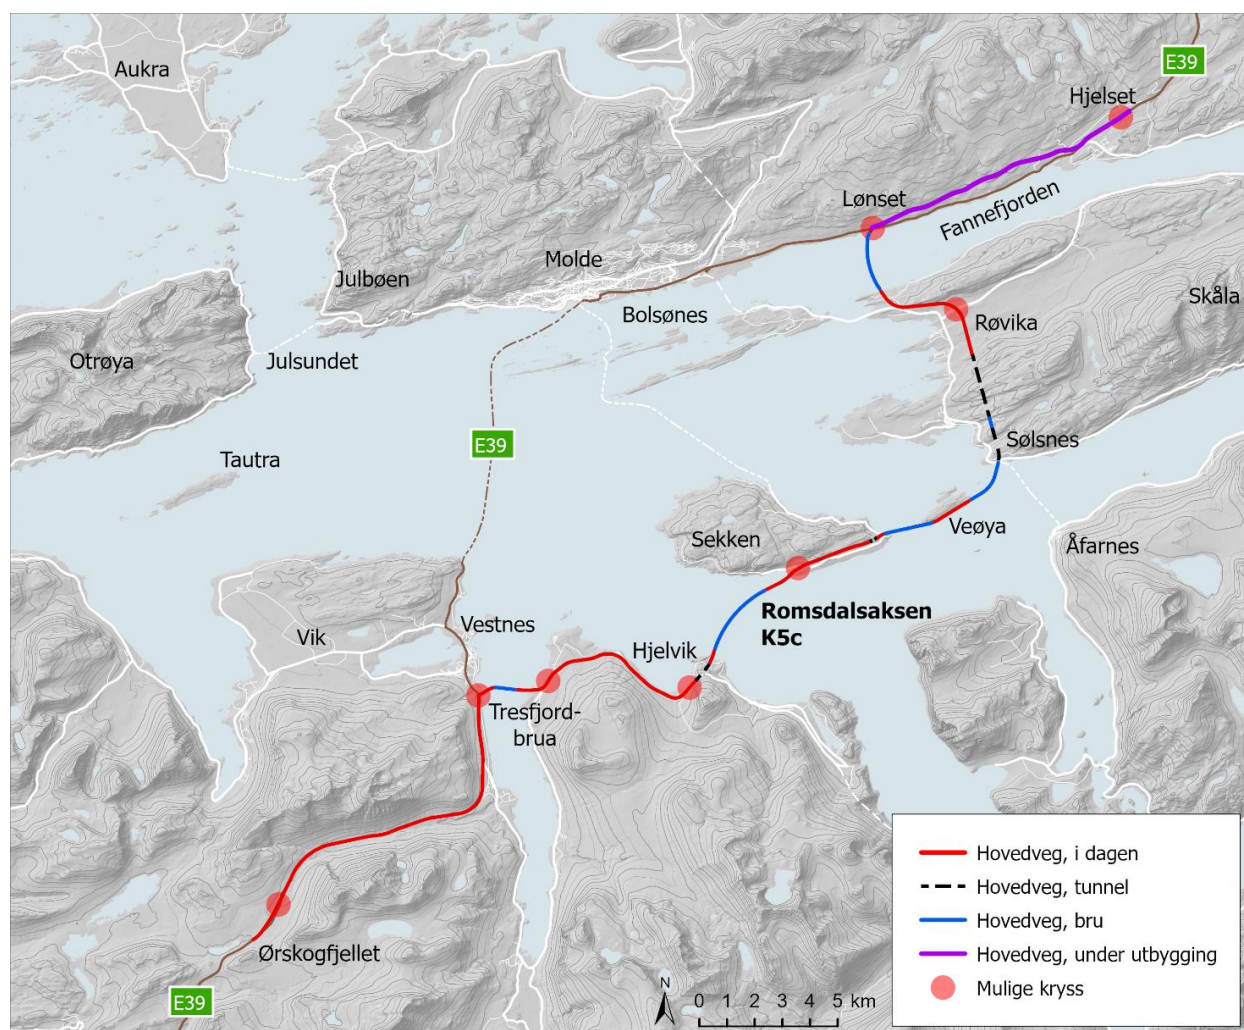 Aukra
E39
Hjelset
Lønset
Fannefjorden
Molde
Julbøen
Skåla
Bolsønes
Røvika
Otrøya
Julsundet
E39
Sølsnes
Tautra
Veøya
Sekken
Åfarnes
Romsdalsaksen
K5c
Vestnes
Vik
Hjelvik
Tresfjord-
brua
Ørskogfjellet
E39
N
0 1 2 3 4 5 km
Hovedveg, i dagen
Hovedveg, tunnel
Hovedveg, bru
Hovedveg, under utbygging
Mulige kryss